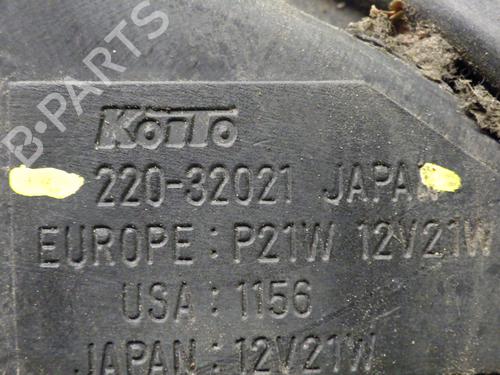 B-PARTS
KOITO
220-32021 JAPAN
EUROPE : P21W 12V21W
USA : 1156
JAPAN : 12V21W